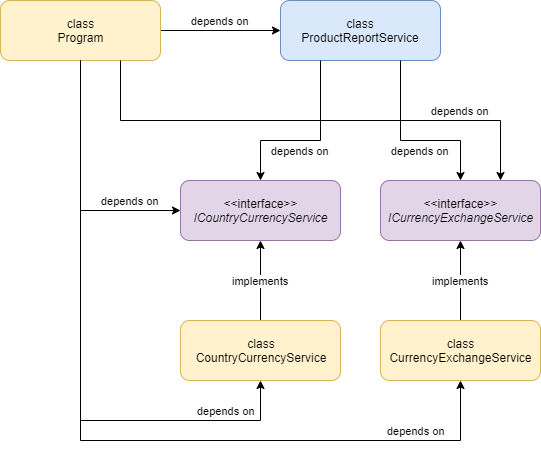 class
Program
depends on
class
ProductReportService
depends on
depends on
depends on
depends on
<<interface>>
ICountryCurrencyService
<<interface>>
ICurrencyExchangeService
implements
implements
class
CountryCurrencyService
class
CurrencyExchangeService
depends on
depends on